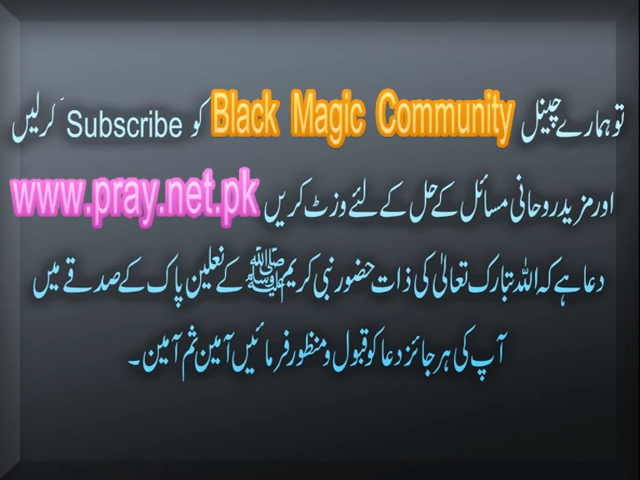 تو ہمارے چینل Black Magic Community کو Subscribe کرلیں
اور مزید روحانی مسائل کے حل کے لئے وزٹ کریں www.pray.net.pk
دعا ہے کہ اللہ تبارک تعالیٰ کی ذات حضور نبی کریم ﷺ کے نعلین پاک کے صدقے میں
آپ کی ہر جائز دعا کو قبول و منظور فرمائیں آمین ثم آمین۔